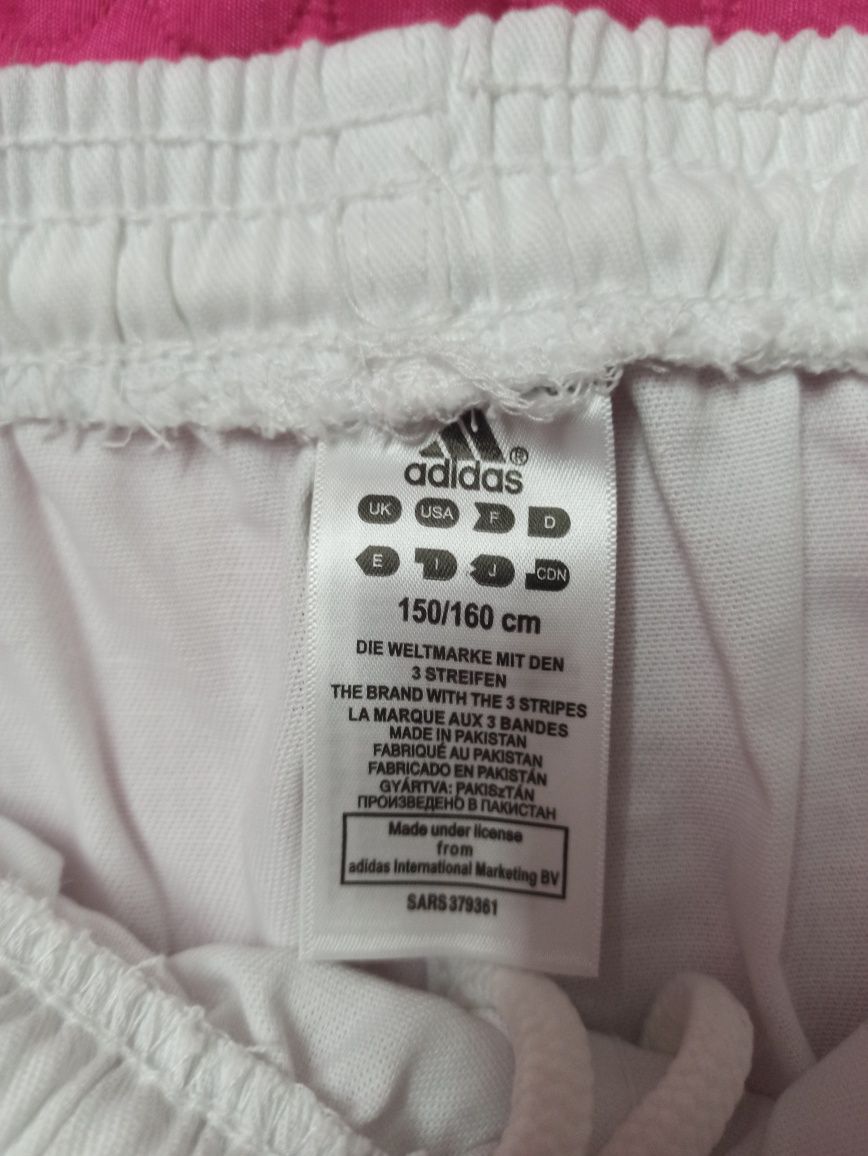 adidas®
UK USA F D
E I J CDN
150/160 cm
DIE WELTMARKE MIT DEN
3 STREIFEN
THE BRAND WITH THE 3 STRIPES
LA MARQUE AUX 3 BANDES
MADE IN PAKISTAN
FABRIQUÉ AU PAKISTAN
FABRICADO EN PAKISTÁN
GYÁRTVA: PAKISzTÁN
ПРОИЗВЕДЕНО В ПАКИСТАН
Made under license
from
adidas International Marketing BV
SARS379361